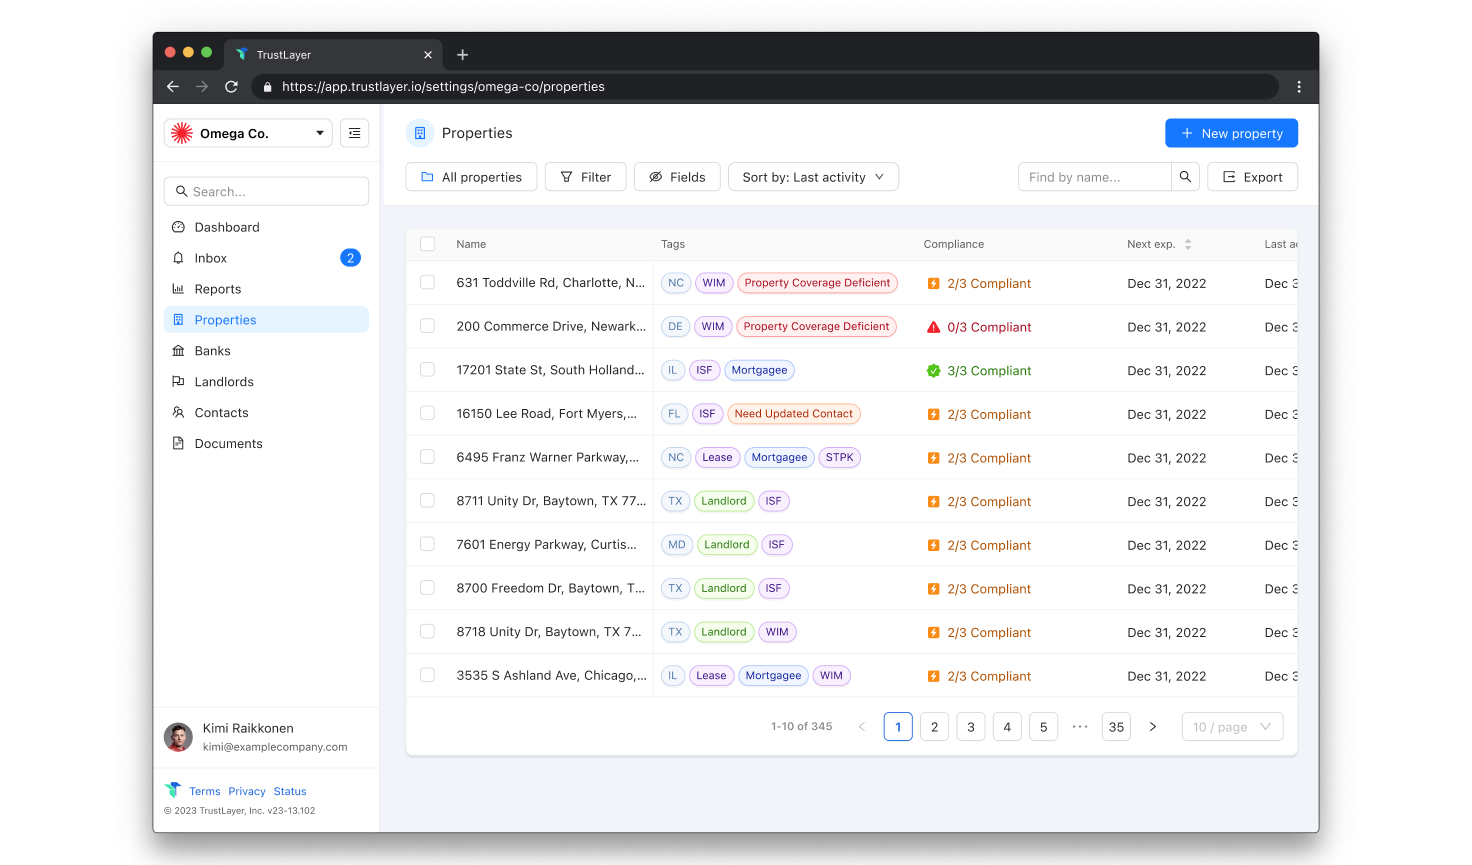 TrustLayer
https://app.trustlayer.io/settings/omega-co/properties
Omega Co.
Search...
Dashboard
Inbox 2
Reports
Properties
Banks
Landlords
Contacts
Documents
Kimi Raikkonen
kimi@examplecompany.com
Terms Privacy Status
© 2023 TrustLayer, Inc. v23-13.102
Properties
+ New property
All properties Filter Fields Sort by: Last activity Find by name... Export
Name Tags Compliance Next exp. Last a
631 Toddville Rd, Charlotte, N... NC WIM Property Coverage Deficient 2/3 Compliant Dec 31, 2022 Dec 3
200 Commerce Drive, Newark... DE WIM Property Coverage Deficient 0/3 Compliant Dec 31, 2022 Dec 3
17201 State St, South Holland... IL ISF Mortgagee 3/3 Compliant Dec 31, 2022 Dec 3
16150 Lee Road, Fort Myers,... FL ISF Need Updated Contact 2/3 Compliant Dec 31, 2022 Dec 3
6495 Franz Warner Parkway,... NC Lease Mortgagee STPK 2/3 Compliant Dec 31, 2022 Dec 3
8711 Unity Dr, Baytown, TX 77... TX Landlord ISF 2/3 Compliant Dec 31, 2022 Dec 3
7601 Energy Parkway, Curtis... MD Landlord ISF 2/3 Compliant Dec 31, 2022 Dec 3
8700 Freedom Dr, Baytown, T... TX Landlord ISF 2/3 Compliant Dec 31, 2022 Dec 3
8718 Unity Dr, Baytown, TX 7... TX Landlord WIM 2/3 Compliant Dec 31, 2022 Dec 3
3535 S Ashland Ave, Chicago,... IL Lease Mortgagee WIM 2/3 Compliant Dec 31, 2022 Dec 3
1-10 of 345 < 1 2 3 4 5 ••• 35 > 10 / page